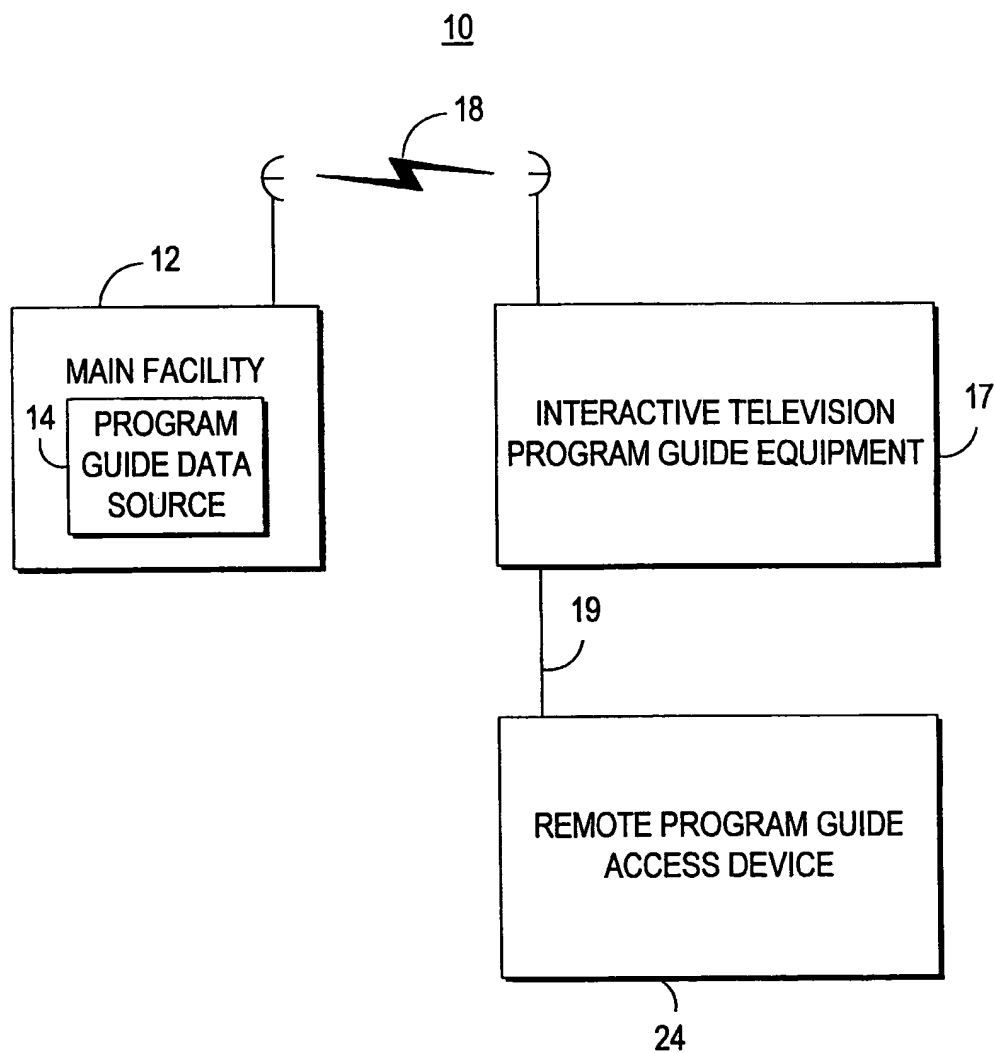 10
18
12
MAIN FACILITY
14
PROGRAM
GUIDE DATA
SOURCE
INTERACTIVE TELEVISION
PROGRAM GUIDE EQUIPMENT
17
19
REMOTE PROGRAM GUIDE
ACCESS DEVICE
24